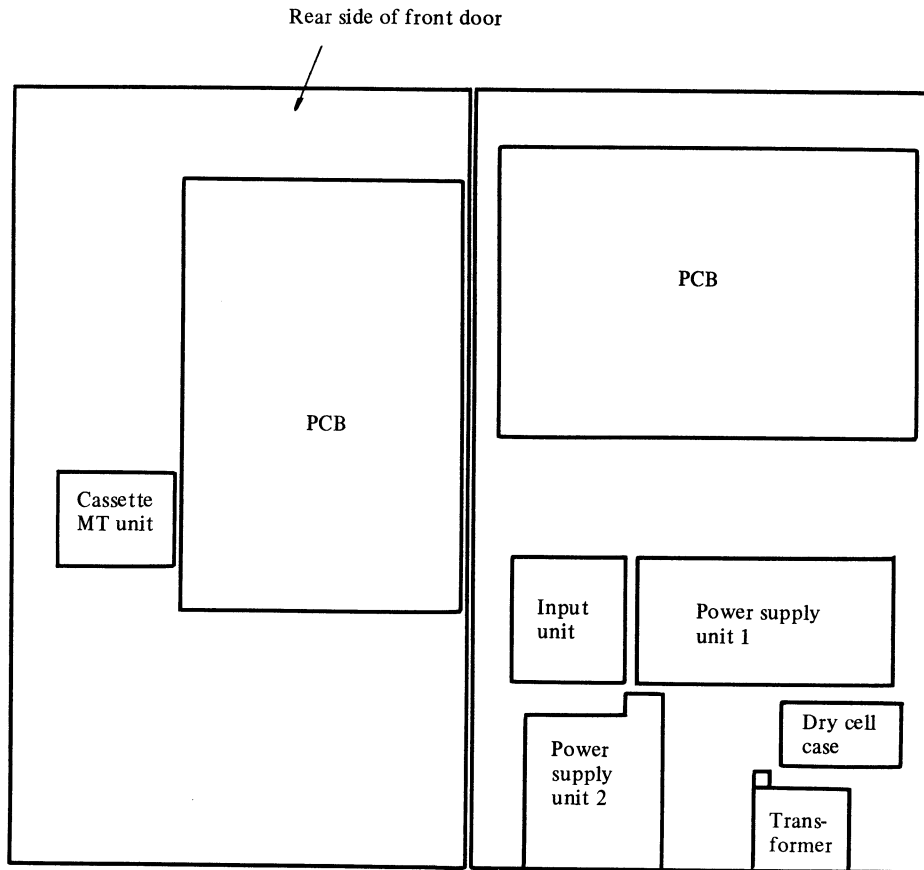 Rear side of front door
PCB
PCB
Cassette
MT unit
Input
unit
Power supply
unit 1
Power
supply
unit 2
Dry cell
case
Trans-
former